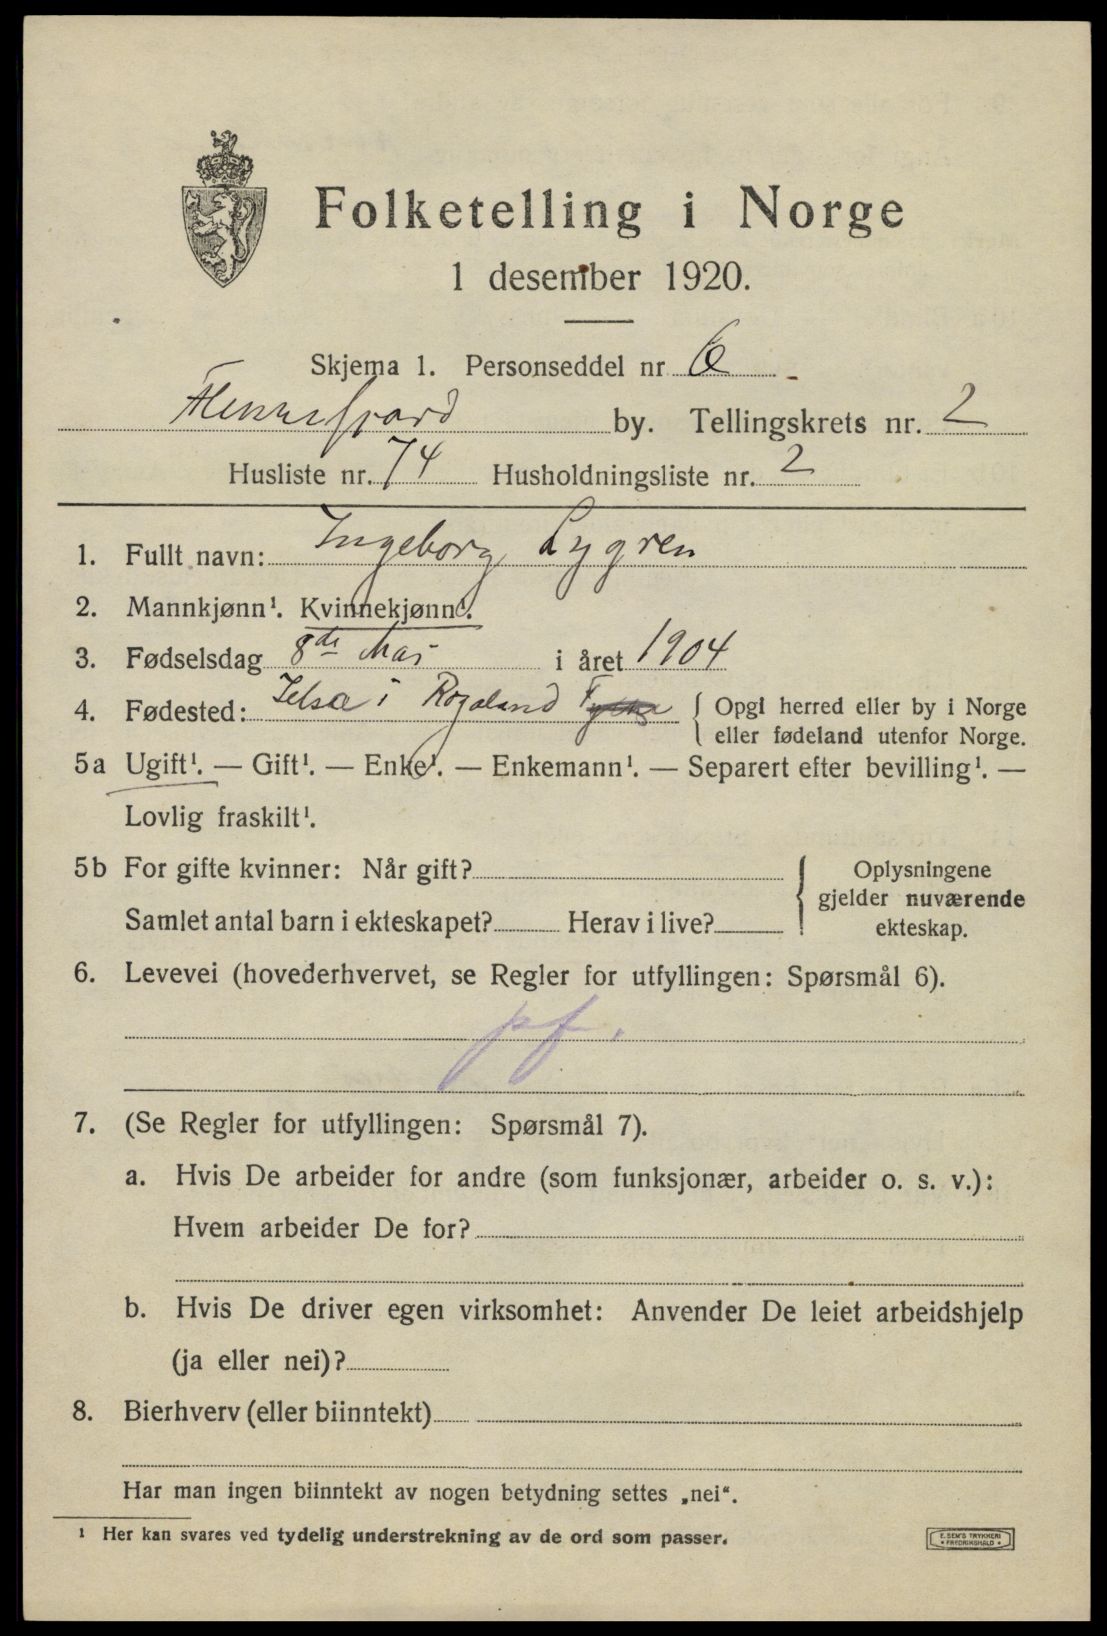 Folketelling i Norge
1 desember 1920.
Skjema 1. Personseddel nr. 6
Flekkefjord by. Tellingskrets nr. 2
Husliste nr. 74 Husholdningsliste nr. 2
1. Fullt navn: Ingeborg Lygren
2. Mannkjønn¹. Kvinnekjønn¹.
3. Fødselsdag 8de Mai i året 1904
4. Fødested: Jelsa i Rogaland Fylke { Opgi herred eller by i Norge
eller fødeland utenfor Norge.
5a Ugift¹. — Gift¹. — Enke¹. — Enkemann¹. — Separert efter bevilling¹. —
Lovlig fraskilt¹.
5b For gifte kvinner: Når gift? { Oplysningene
gjelder nuværende
Samlet antal barn i ekteskapet? Herav i live? ekteskap.
6. Levevei (hovederhvervet, se Regler for utfyllingen: Spørsmål 6).
pf.
7. (Se Regler for utfyllingen: Spørsmål 7).
a. Hvis De arbeider for andre (som funksjonær, arbeider o. s. v.):
Hvem arbeider De for?
b. Hvis De driver egen virksomhet: Anvender De leiet arbeidshjelp
(ja eller nei)?
8. Bierhverv (eller biinntekt)
Har man ingen biinntekt av nogen betydning settes „nei“.
¹ Her kan svares ved tydelig understrekning av de ord som passer.
E. SEM'S TRYKKERI
• FREDRIKSHALD •